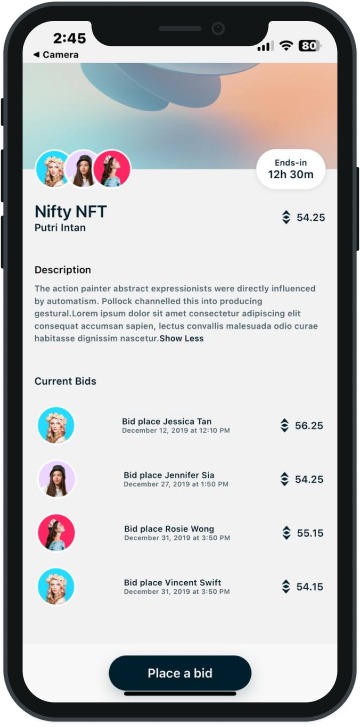 2:45
80
◀ Camera
Ends-in
12h 30m
Nifty NFT
54.25
Putri Intan
Description
The action painter abstract expressionists were directly influenced
by automatism. Pollock channelled this into producing
gestural.Lorem ipsum dolor sit amet consectetur adipiscing elit
consequat accumsan sapien, lectus convallis malesuada odio curae
habitasse dignissim nascetur.Show Less
Current Bids
Bid place Jessica Tan
December 12, 2019 at 12:10 PM
56.25
Bid place Jennifer Sia
December 27, 2019 at 1:50 PM
54.25
Bid place Rosie Wong
December 31, 2019 at 3:50 PM
55.15
Bid place Vincent Swift
December 31, 2019 at 3:50 PM
54.15
Place a bid